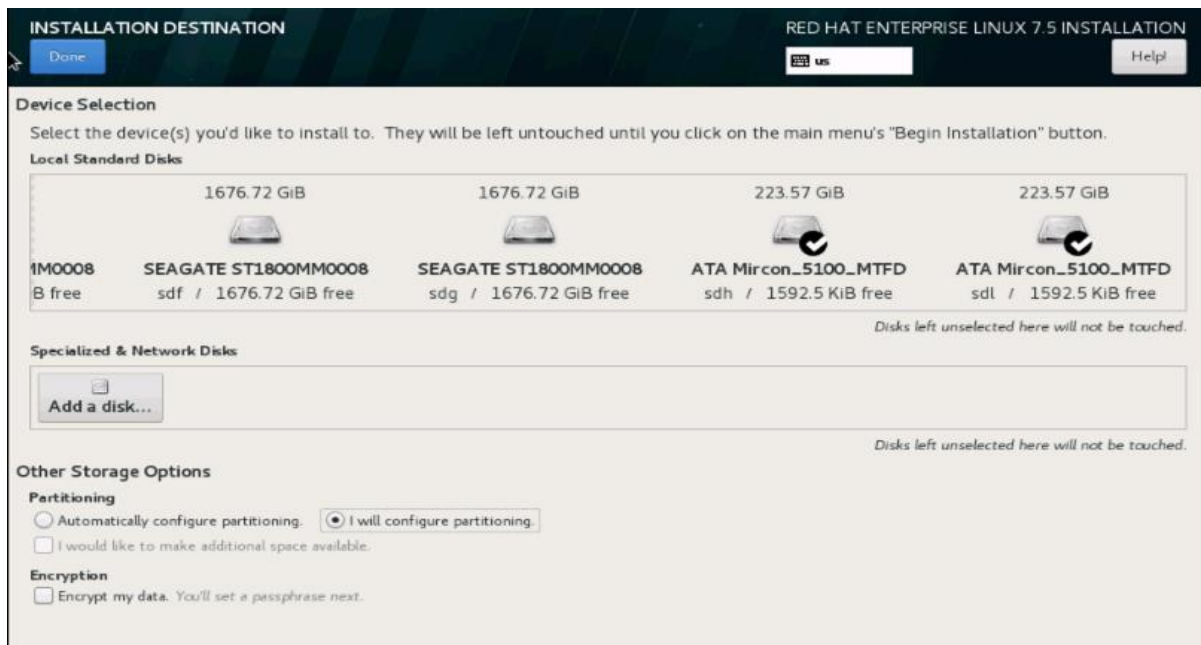 INSTALLATION DESTINATION
RED HAT ENTERPRISE LINUX 7.5 INSTALLATION
Done
us
Help!
Device Selection
Select the device(s) you'd like to install to. They will be left untouched until you click on the main menu's "Begin Installation" button.
Local Standard Disks
1676.72 GiB 1676.72 GiB 223.57 GiB 223.57 GiB
1M0008 SEAGATE ST1800MM0008 SEAGATE ST1800MM0008 ATA Mircon_5100_MTFD ATA Mircon_5100_MTFD
B free sdf / 1676.72 GiB free sdg / 1676.72 GiB free sdh / 1592.5 KiB free sdl / 1592.5 KiB free
Disks left unselected here will not be touched.
Specialized & Network Disks
Add a disk...
Disks left unselected here will not be touched.
Other Storage Options
Partitioning
Automatically configure partitioning. I will configure partitioning.
I would like to make additional space available.
Encryption
Encrypt my data. You'll set a passphrase next.